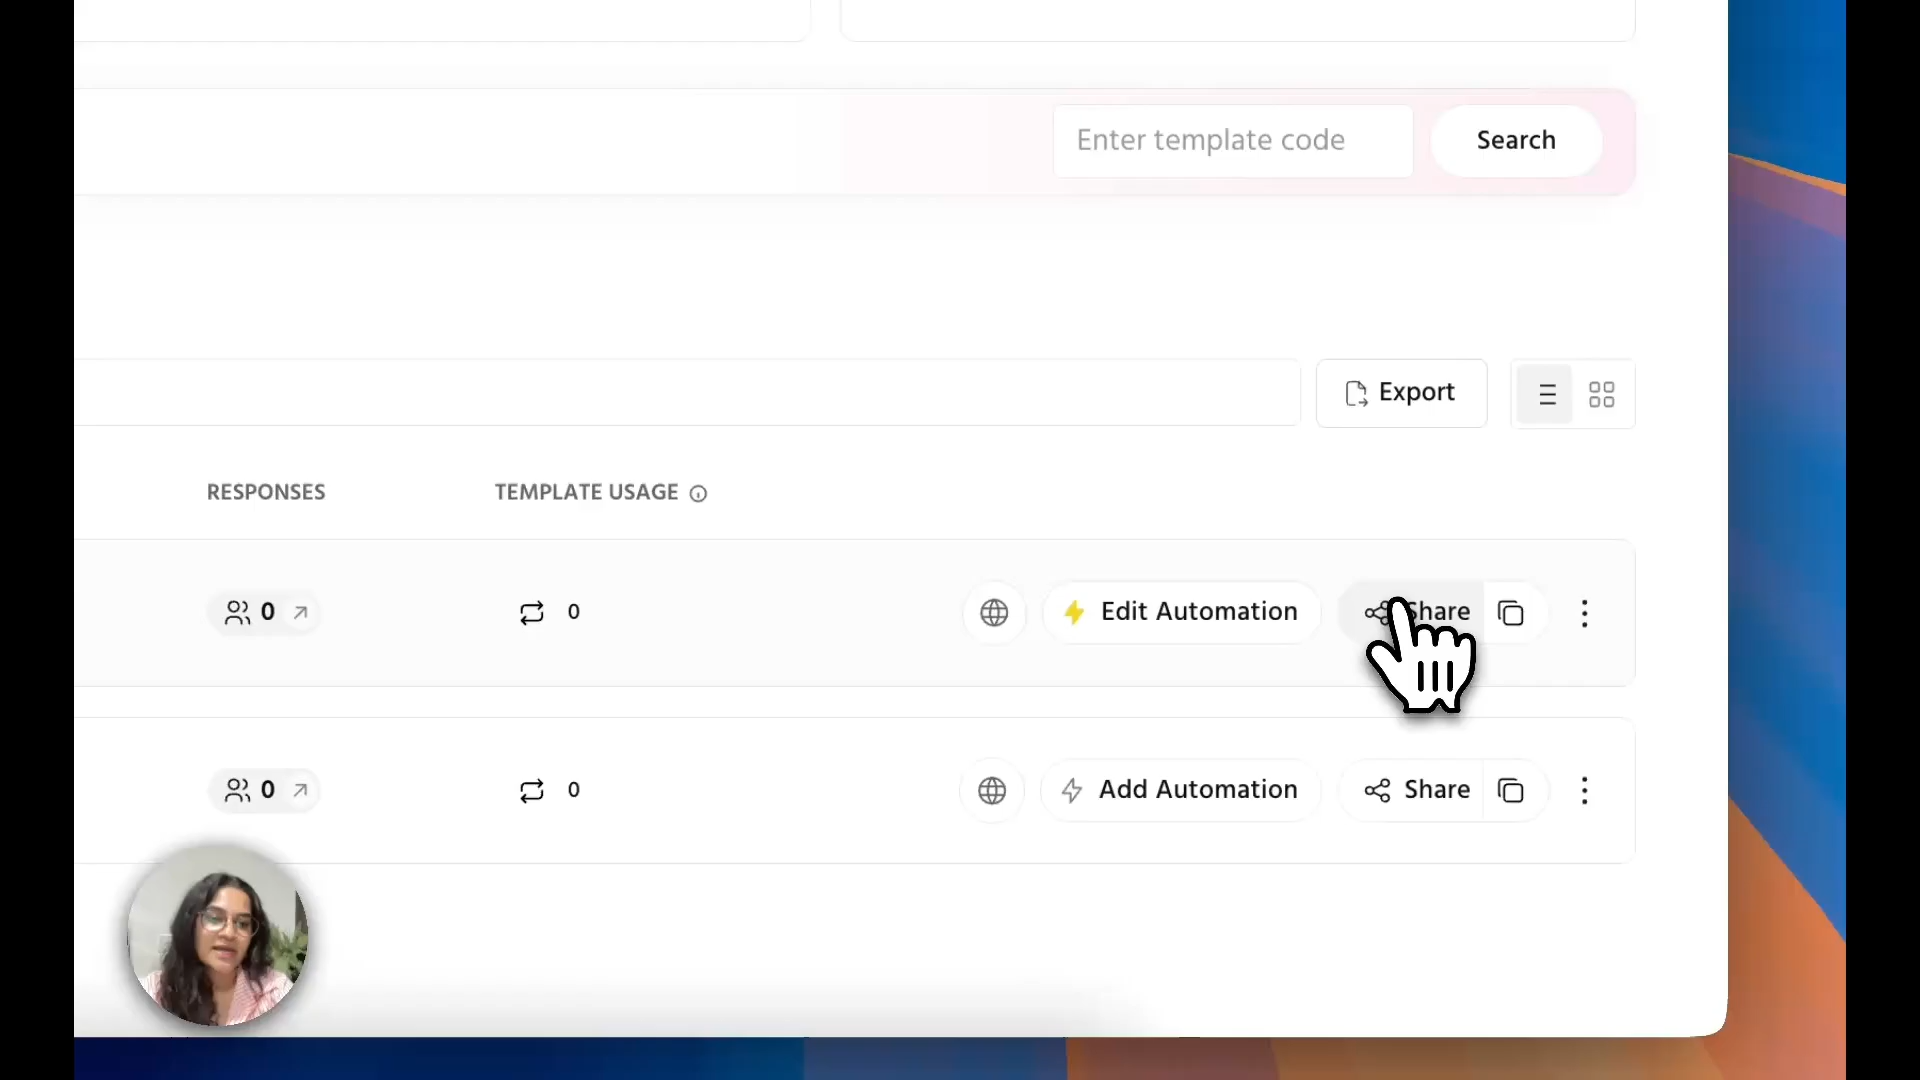 Enter template code Search
Export
RESPONSES TEMPLATE USAGE
0 0 Edit Automation Share
0 0 Add Automation Share